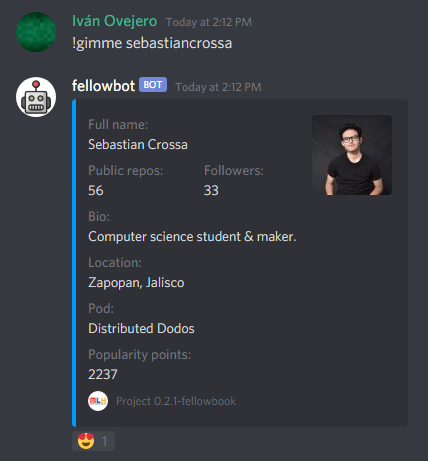 Iván Ovejero Today at 2:12 PM
!gimme sebastiancrossa
fellowbot BOT Today at 2:12 PM
Full name:
Sebastian Crossa
Public repos: Followers:
56 33
Bio:
Computer science student & maker.
Location:
Zapopan, Jalisco
Pod:
Distributed Dodos
Popularity points:
2237
MLH Project 0.2.1-fellowbook
1